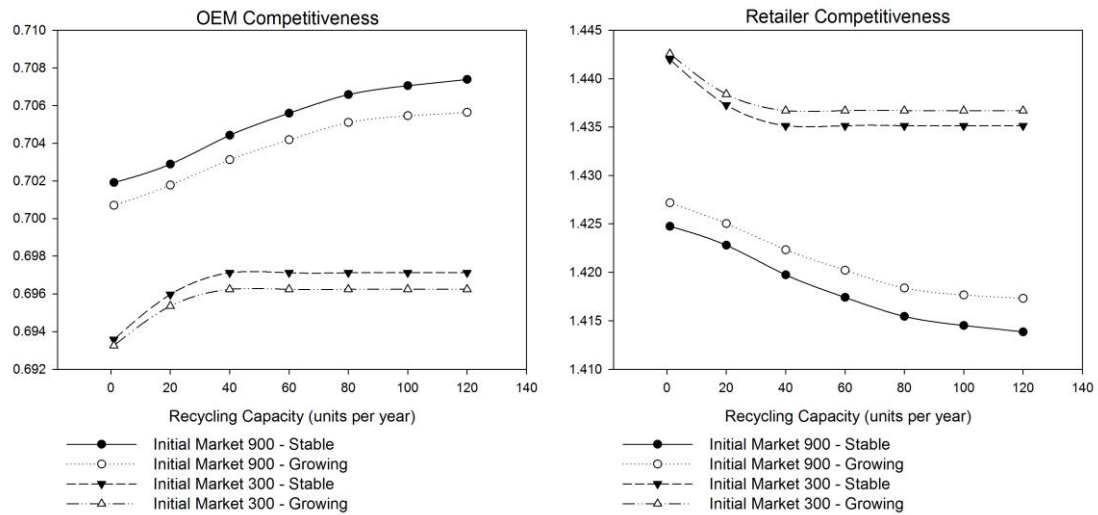 OEM Competitiveness
0.710
0.708
0.706
0.704
0.702
0.700
0.698
0.696
0.694
0.692
0 20 40 60 80 100 120 140
Recycling Capacity (units per year)
Initial Market 900 - Stable
Initial Market 900 - Growing
Initial Market 300 - Stable
Initial Market 300 - Growing
Retailer Competitiveness
1.445
1.440
1.435
1.430
1.425
1.420
1.415
1.410
0 20 40 60 80 100 120 140
Recycling Capacity (units per year)
Initial Market 900 - Stable
Initial Market 900 - Growing
Initial Market 300 - Stable
Initial Market 300 - Growing